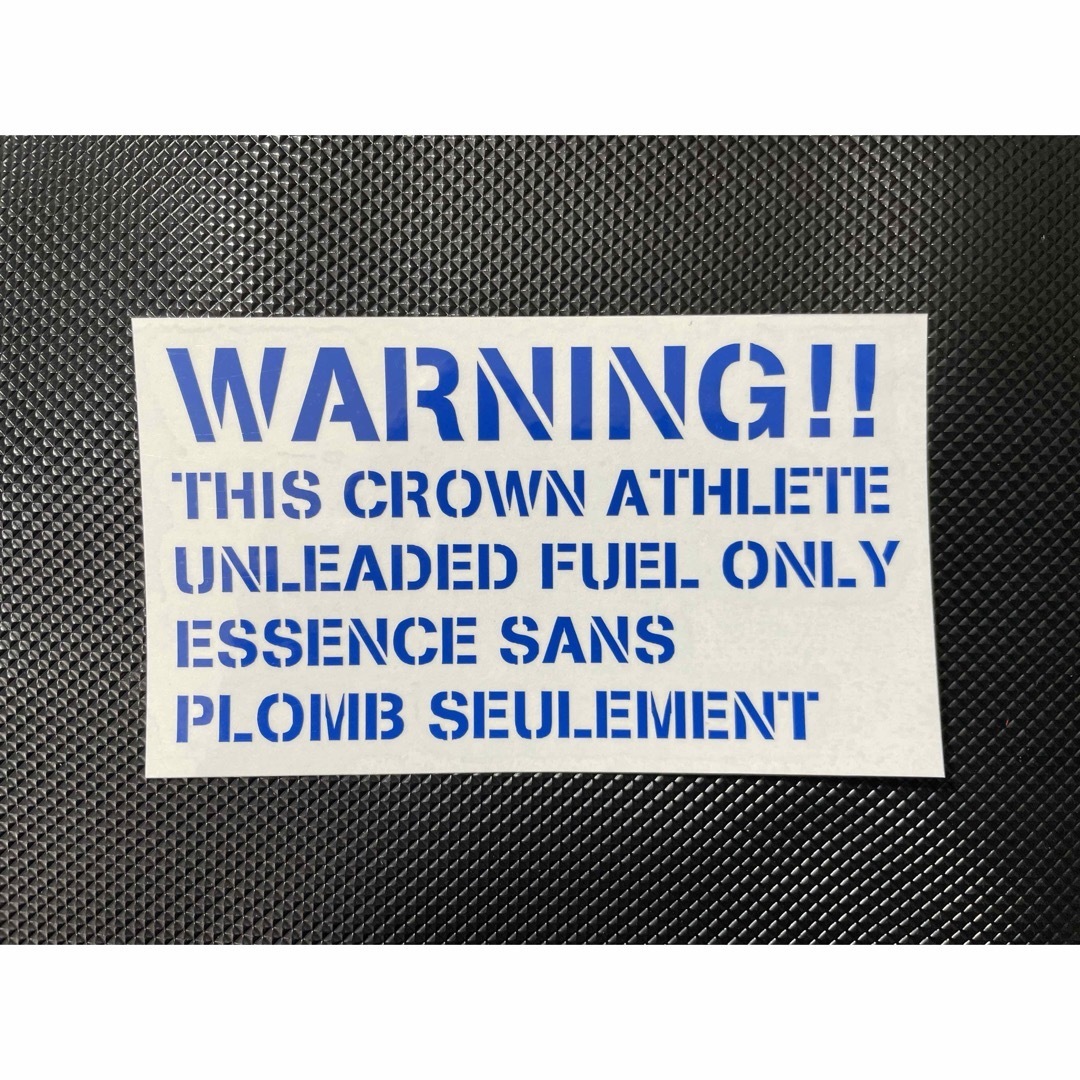 WARNING!!
THIS CROWN ATHLETE
UNLEADED FUEL ONLY
ESSENCE SANS
PLOMB SEULEMENT